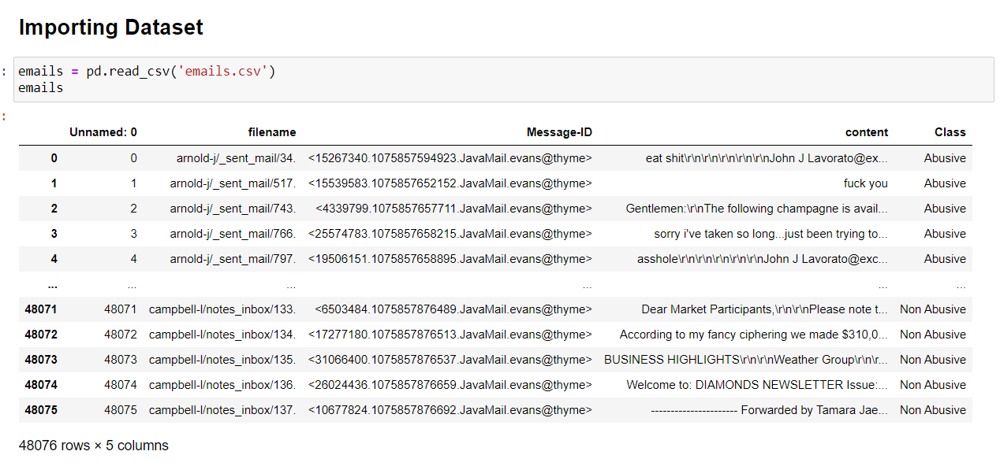 Importing Dataset
: emails = pd.read_csv('emails.csv')
emails
:
Unnamed: 0 filename Message-ID content Class
0 0 arnold-j/_sent_mail/34. <15267340.1075857594923.JavaMail.evans@thyme> eat shit\r\n\r\n\r\n\r\n\r\nJohn J Lavorato@ex... Abusive
1 1 arnold-j/_sent_mail/517. <15539583.1075857652152.JavaMail.evans@thyme> fuck you Abusive
2 2 arnold-j/_sent_mail/743. <4339799.1075857657711.JavaMail.evans@thyme> Gentlemen:\r\nThe following champagne is avail... Abusive
3 3 arnold-j/_sent_mail/766. <25574783.1075857658215.JavaMail.evans@thyme> sorry i've taken so long...just been trying to... Abusive
4 4 arnold-j/_sent_mail/797. <19506151.1075857658895.JavaMail.evans@thyme> asshole\r\n\r\n\r\n\r\n\r\nJohn J Lavorato@exc... Abusive
... ... ... ... ... ...
48071 48071 campbell-l/notes_inbox/133. <6503484.1075857876489.JavaMail.evans@thyme> Dear Market Participants,\r\n\r\nPlease note t... Non Abusive
48072 48072 campbell-l/notes_inbox/134. <17277180.1075857876513.JavaMail.evans@thyme> According to my fancy ciphering we made $310,0... Non Abusive
48073 48073 campbell-l/notes_inbox/135. <31066400.1075857876537.JavaMail.evans@thyme> BUSINESS HIGHLIGHTS\r\n\r\nWeather Group\r\n\r... Non Abusive
48074 48074 campbell-l/notes_inbox/136. <26024436.1075857876659.JavaMail.evans@thyme> Welcome to: DIAMONDS NEWSLETTER Issue:... Non Abusive
48075 48075 campbell-l/notes_inbox/137. <10677824.1075857876692.JavaMail.evans@thyme> ---------------------- Forwarded by Tamara Jae... Non Abusive
48076 rows × 5 columns